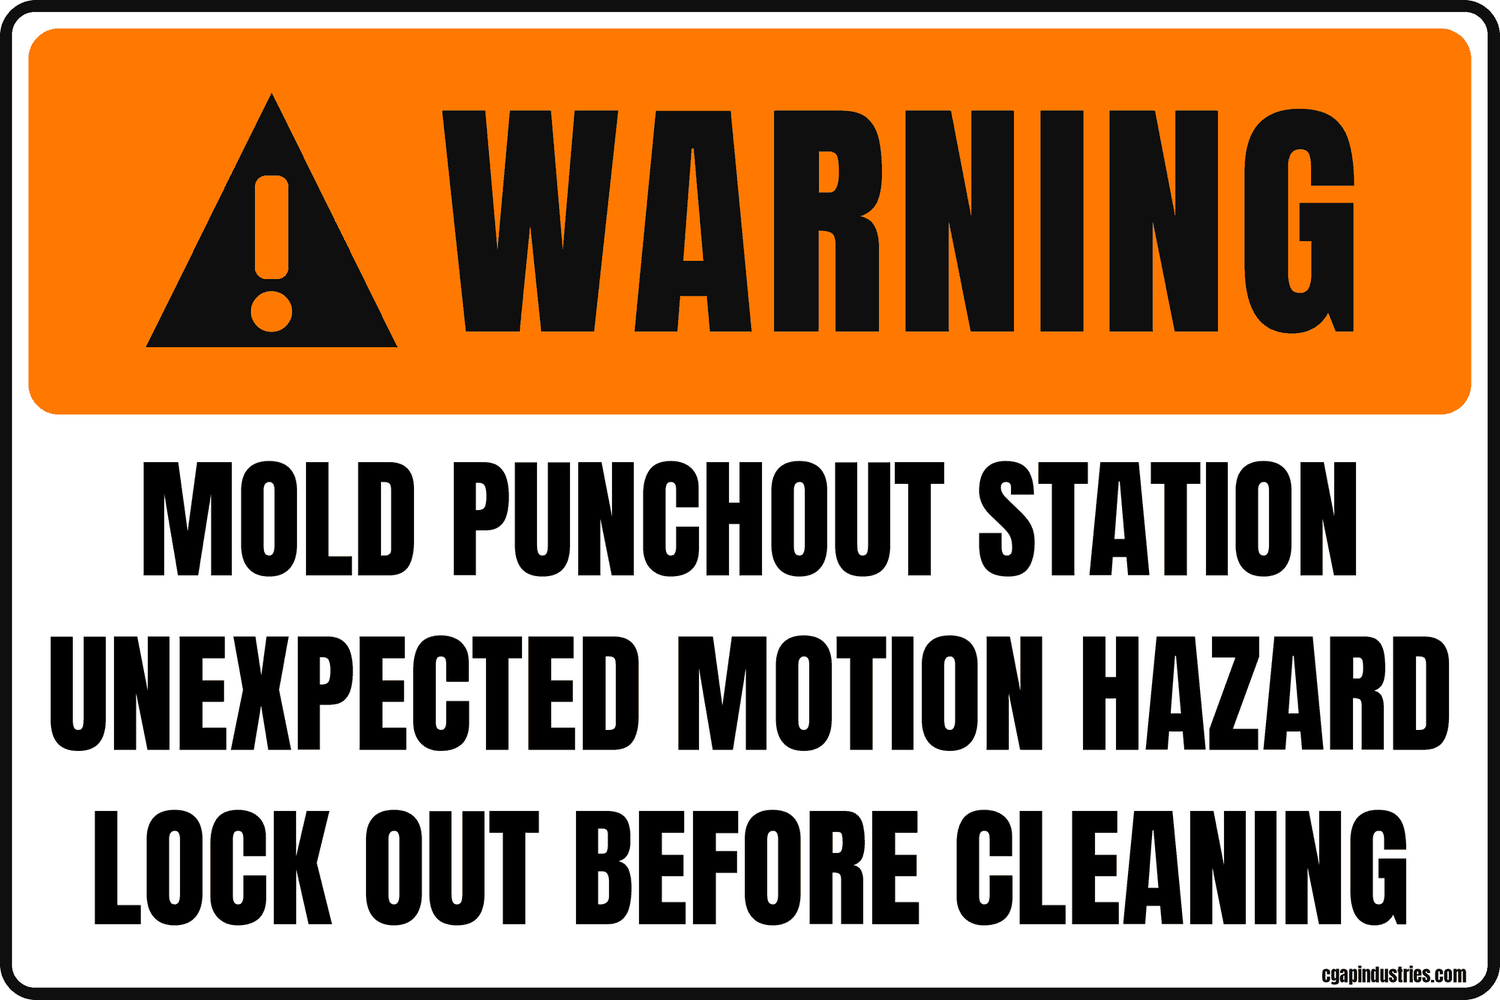 WARNING
MOLD PUNCHOUT STATION
UNEXPECTED MOTION HAZARD
LOCK OUT BEFORE CLEANING
cgapindustries.com